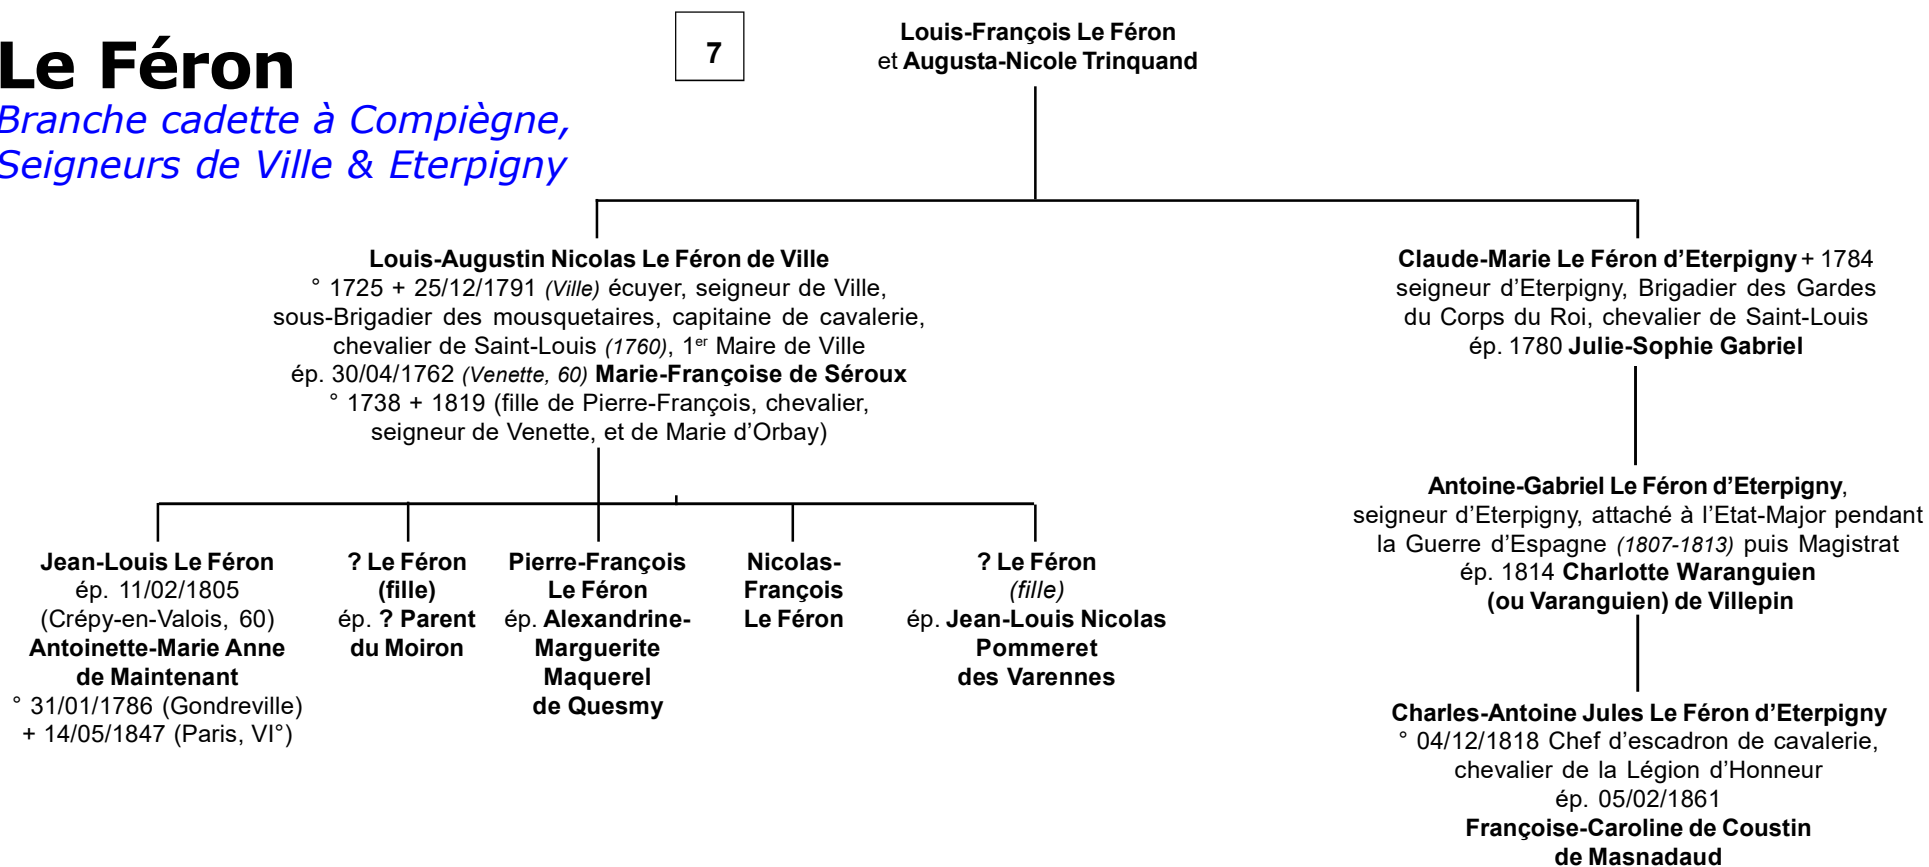 Le Féron
Branche cadette à Compiègne,
Seigneurs de Ville & Eterpigny
7
Louis-François Le Féron
et Augusta-Nicole Trinquand
Louis-Augustin Nicolas Le Féron de Ville
° 1725 + 25/12/1791 (Ville) écuyer, seigneur de Ville,
sous-Brigadier des mousquetaires, capitaine de cavalerie,
chevalier de Saint-Louis (1760), 1er Maire de Ville
ép. 30/04/1762 (Venette, 60) Marie-Françoise de Séroux
° 1738 + 1819 (fille de Pierre-François, chevalier,
seigneur de Venette, et de Marie d’Orbay)
Claude-Marie Le Féron d’Eterpigny + 1784
seigneur d’Eterpigny, Brigadier des Gardes
du Corps du Roi, chevalier de Saint-Louis
ép. 1780 Julie-Sophie Gabriel
Antoine-Gabriel Le Féron d’Eterpigny,
seigneur d’Eterpigny, attaché à l’Etat-Major pendant
la Guerre d’Espagne (1807-1813) puis Magistrat
ép. 1814 Charlotte Waranguien
(ou Varanguien) de Villepin
Jean-Louis Le Féron
ép. 11/02/1805
(Crépy-en-Valois, 60)
Antoinette-Marie Anne
de Maintenant
° 31/01/1786 (Gondreville)
+ 14/05/1847 (Paris, VI°)
? Le Féron
(fille)
ép. ? Parent
du Moiron
Pierre-François
Le Féron
ép. Alexandrine-
Marguerite
Maquerel
de Quesmy
Nicolas-
François
Le Féron
? Le Féron
(fille)
ép. Jean-Louis Nicolas
Pommeret
des Varennes
Charles-Antoine Jules Le Féron d’Eterpigny
° 04/12/1818 Chef d’escadron de cavalerie,
chevalier de la Légion d’Honneur
ép. 05/02/1861
Françoise-Caroline de Coustin
de Masnadaud